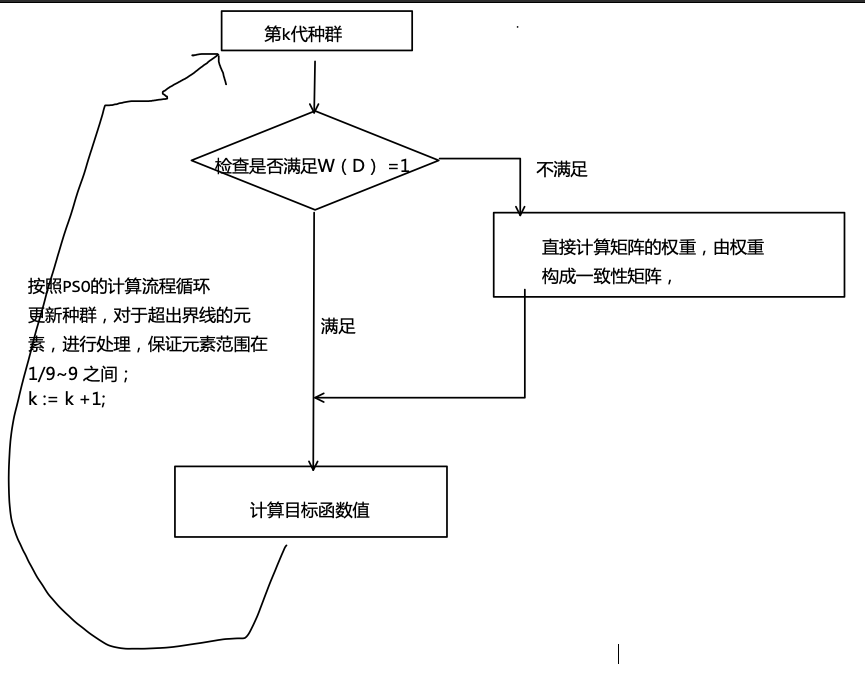 第k代种群
检查是否满足W（D） =1
不满足
直接计算矩阵的权重，由权重
构成一致性矩阵，
满足
按照PSO的计算流程循环
更新种群，对于超出界线的元
素，进行处理，保证元素范围在
1/9~9 之间；
k := k +1;
计算目标函数值